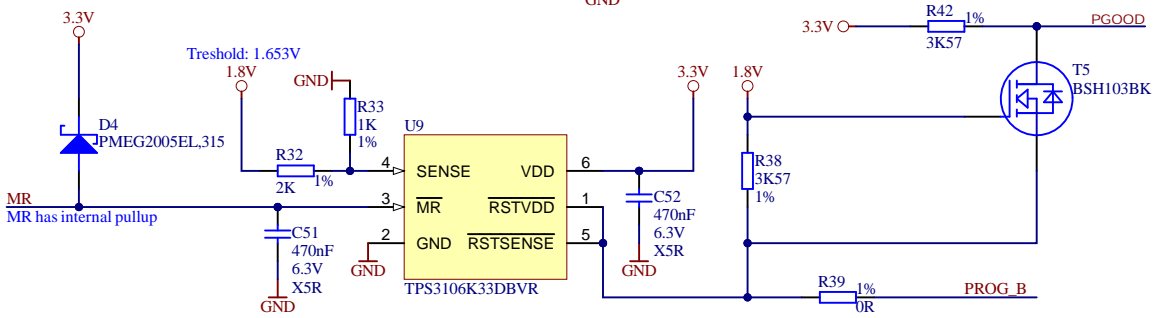 GND
3.3V
Treshold: 1.653V
1.8V
GND
R33
1K
1%
D4
PMEG2005EL,315
R32
2K
1%
MR
MR has internal pullup
C51
470nF
6.3V
X5R
GND
U9
4
SENSE
3
MR
2
GND
GND
VDD
6
RSTVDD
1
RSTSENSE
5
TPS3106K33DBVR
3.3V
C52
470nF
6.3V
X5R
GND
1.8V
R38
3K57
1%
3.3V
R42
1%
3K57
PGOOD
T5
BSH103BK
R39
1%
0R
PROG_B